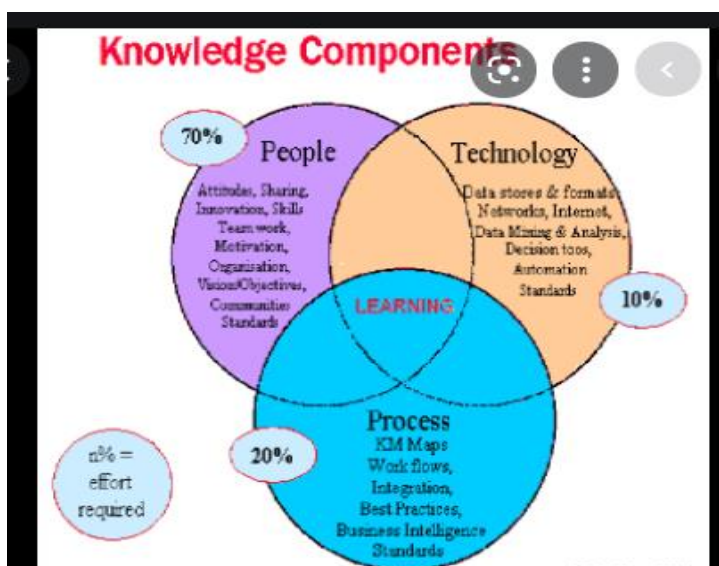 Knowledge Components
70%
People
Attitudes, Sharing,
Innovation, Skills
Team work,
Motivation,
Organisation,
Vision/Objectives,
Communities
Standards
Technology
Data stores & formats
Networks, Internet,
Data Mining & Analysis,
Decision toos,
Automation
Standards
10%
LEARNING
Process
KM Maps
Work flows,
Integration,
Best Practices,
Business Intelligence
Standards
20%
n% =
effort
required